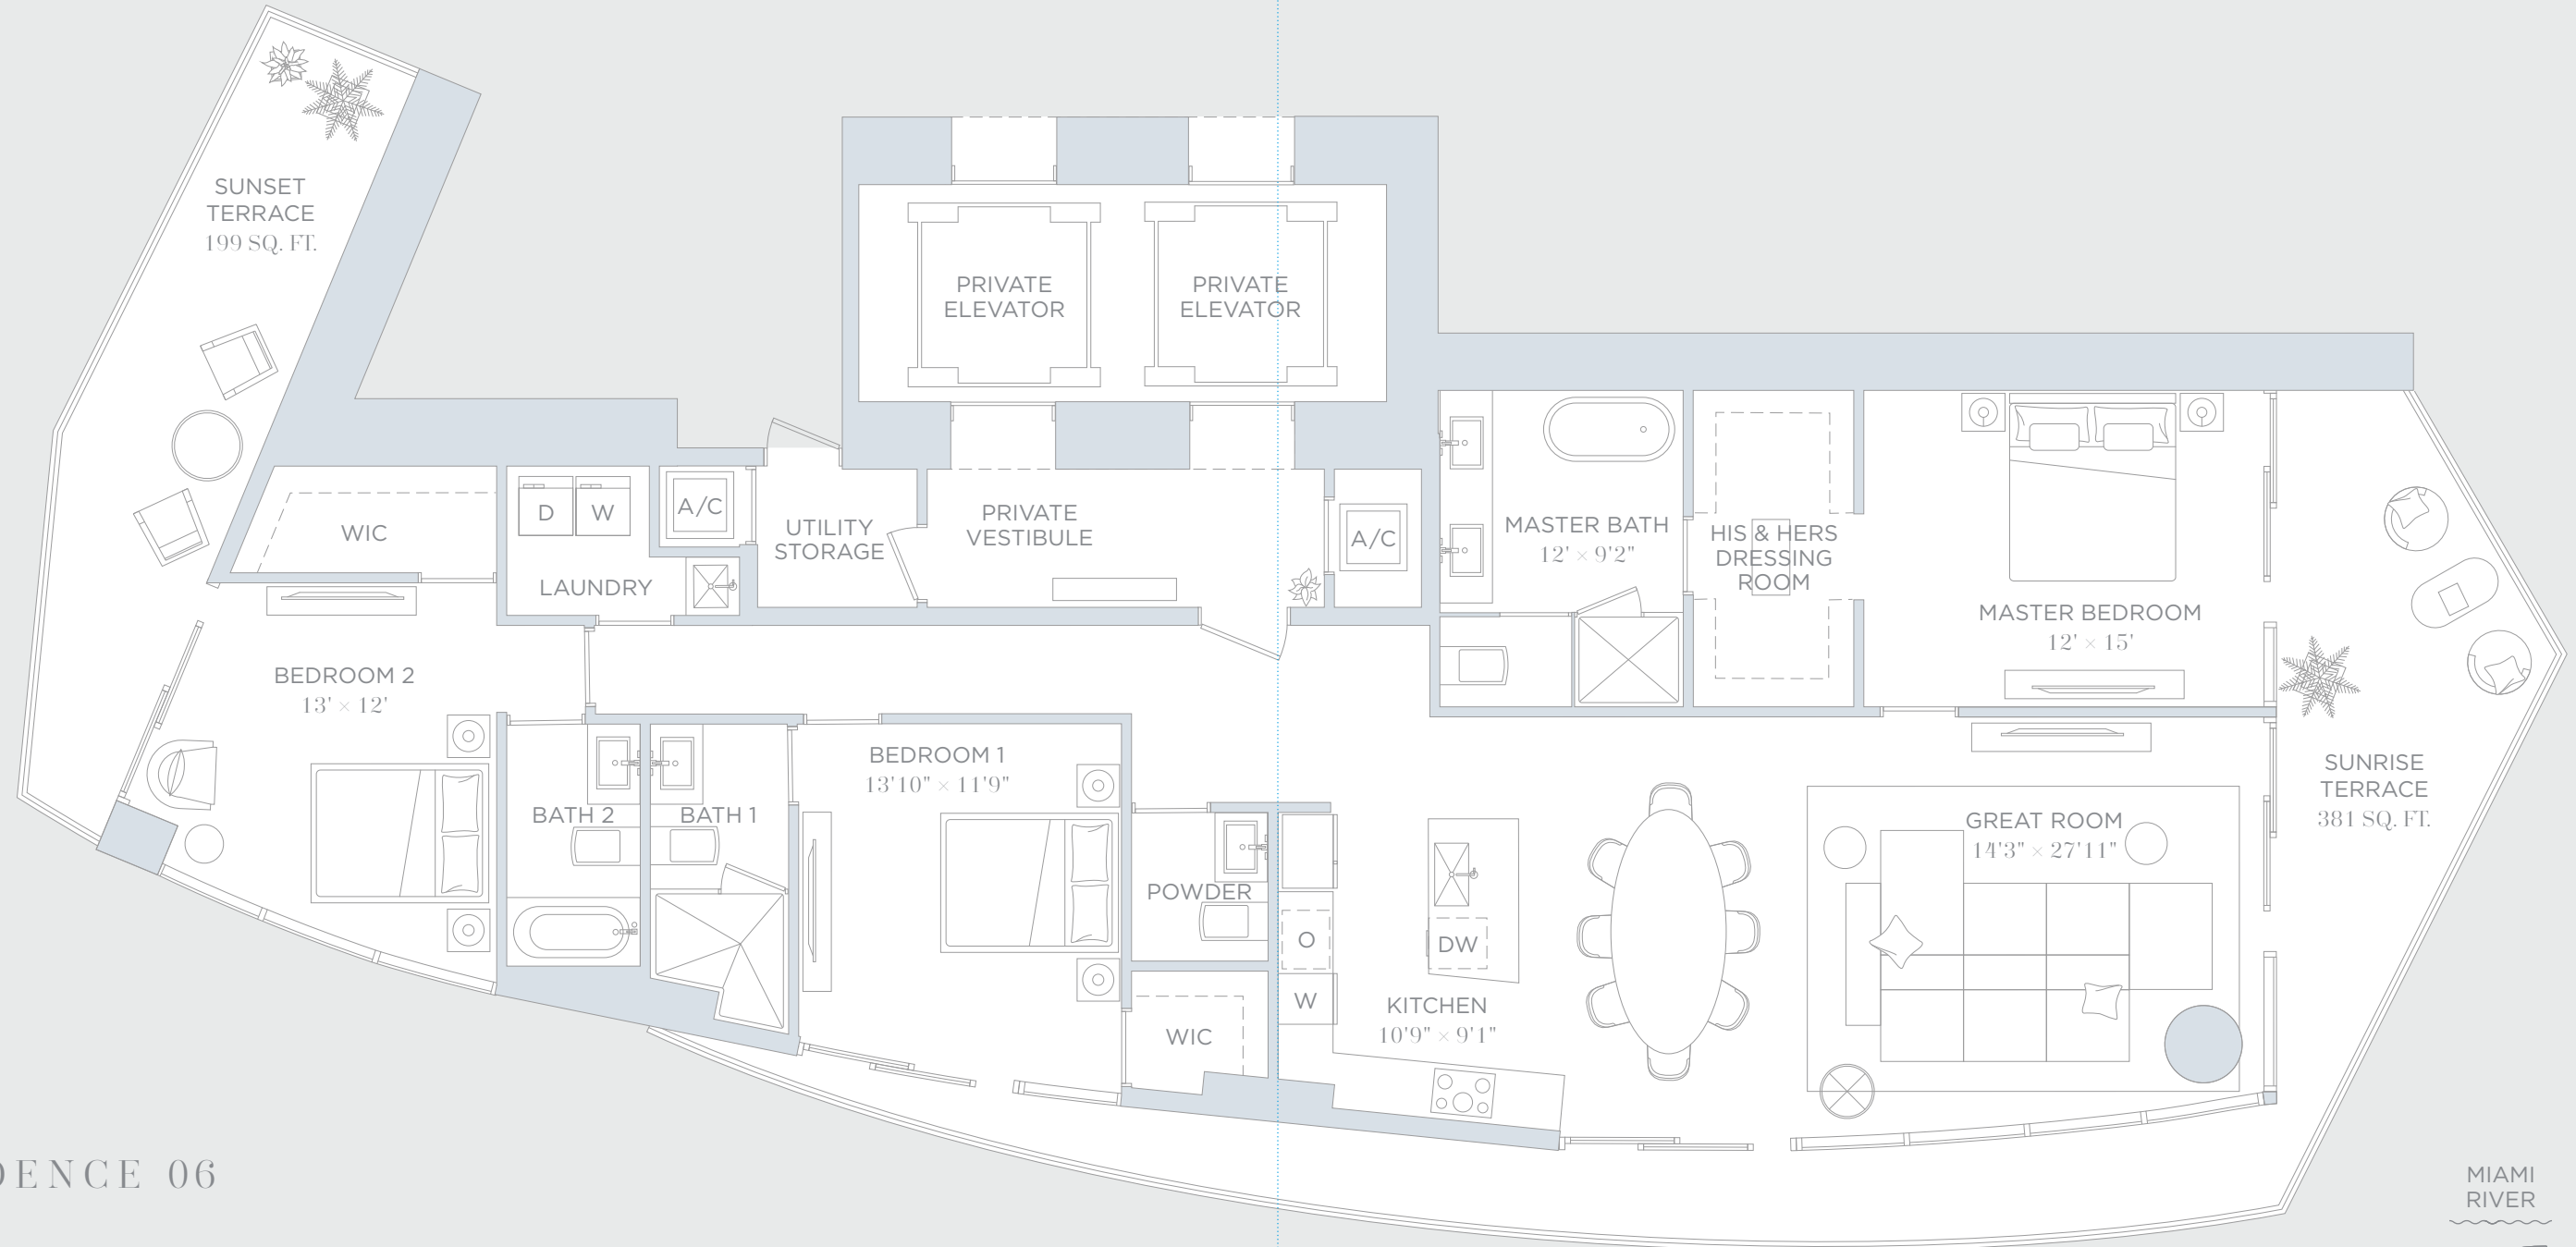 SUNSET
TERRACE
199 SQ. FT.
PRIVATE
ELEVATOR
PRIVATE
ELEVATOR
WIC
D
W
A/C
LAUNDRY
UTILITY
STORAGE
PRIVATE
VESTIBULE
A/C
MASTER BATH
12' × 9'2"
HIS & HERS
DRESSING
ROOM
MASTER BEDROOM
12' × 15'
BEDROOM 2
13' × 12'
BATH 2
BATH 1
BEDROOM 1
13'10" × 11'9"
POWDER
WIC
O
W
DW
KITCHEN
10'9" × 9'1"
GREAT ROOM
14'3" × 27'11"
SUNRISE
TERRACE
381 SQ. FT.
DENCE 06
MIAMI
RIVER